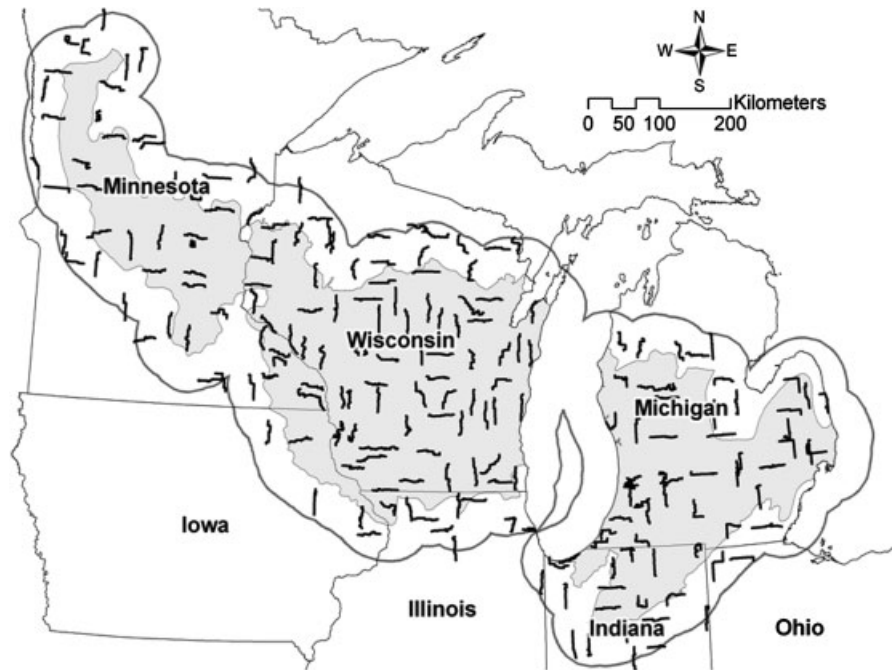 N
W E
S
Kilometers
0 50 100 200
Minnesota
Wisconsin
Michigan
Iowa
Illinois
Indiana
Ohio